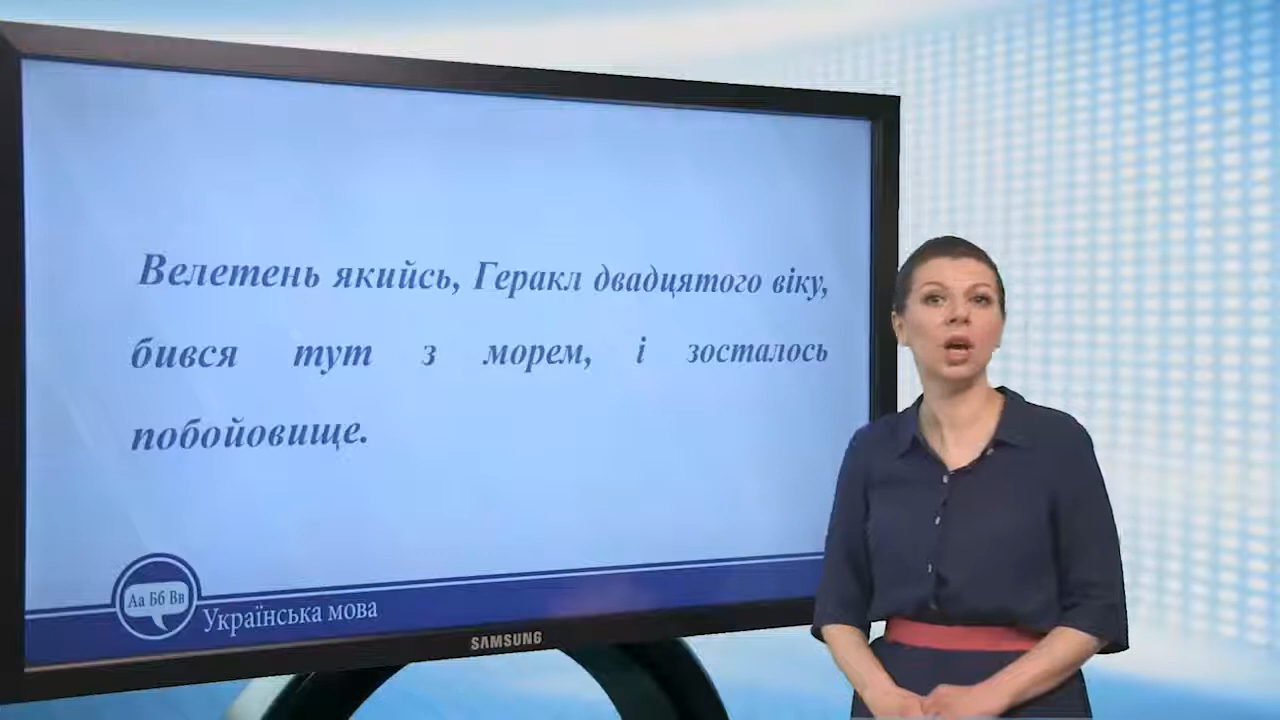 Велетень якийсь, Геракл двадцятого віку,
бився тут з морем, і зосталось
побойовище.
Аа Бб Вв
Українська мова
SAMSUNG